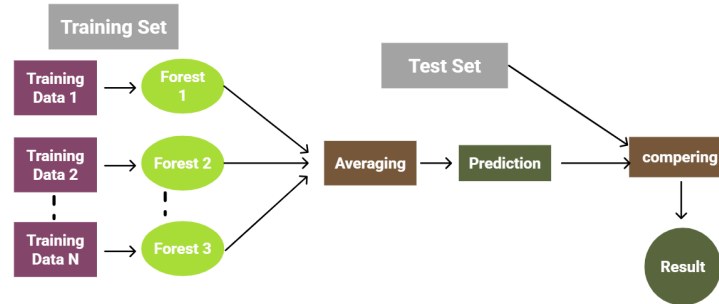 Training Set
Training
Data 1
Forest
1
Test Set
Training
Data 2
Forest 2
Averaging
Prediction
compering
Training
Data N
Forest 3
Result